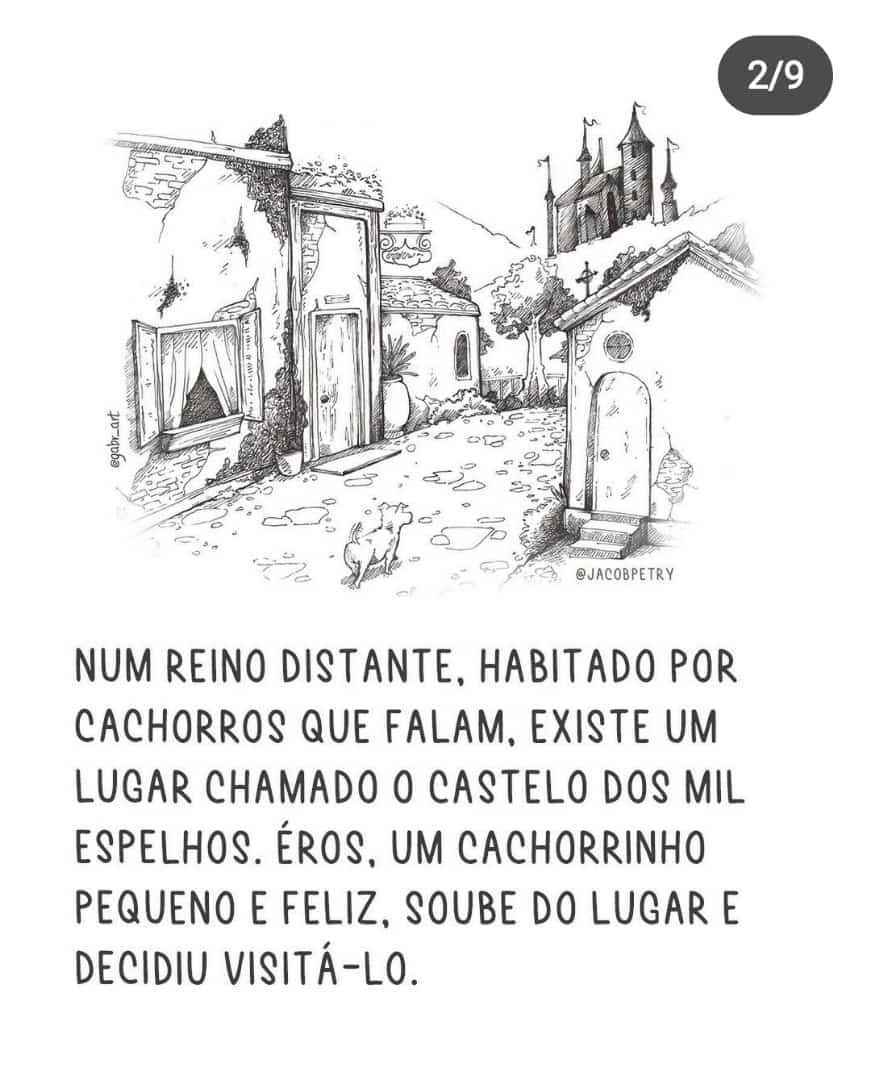 2/9
@gabr_art
@JACOBPETRY
NUM REINO DISTANTE, HABITADO POR
CACHORROS QUE FALAM, EXISTE UM
LUGAR CHAMADO O CASTELO DOS MIL
ESPELHOS. ÉROS, UM CACHORRINHO
PEQUENO E FELIZ, SOUBE DO LUGAR E
DECIDIU VISITÁ-LO.